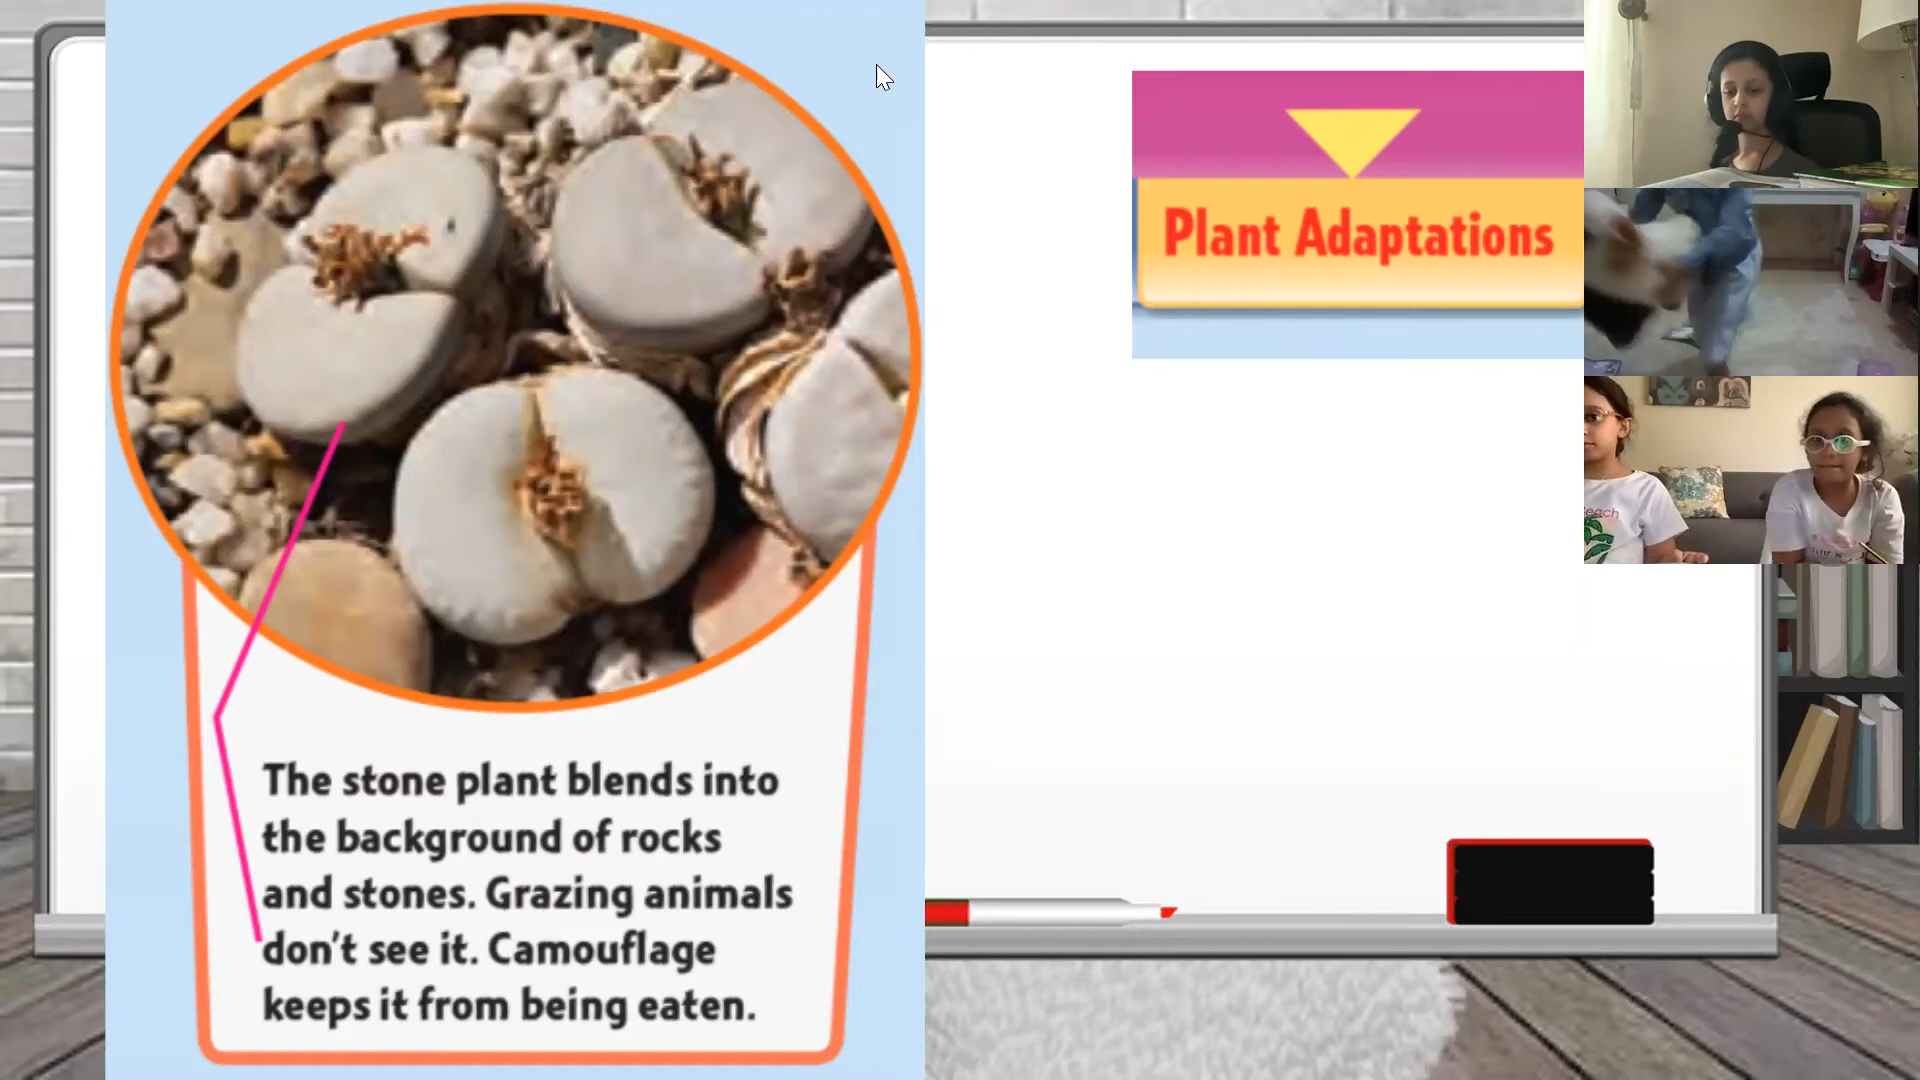 Plant Adaptations
The stone plant blends into
the background of rocks
and stones. Grazing animals
don't see it. Camouflage
keeps it from being eaten.